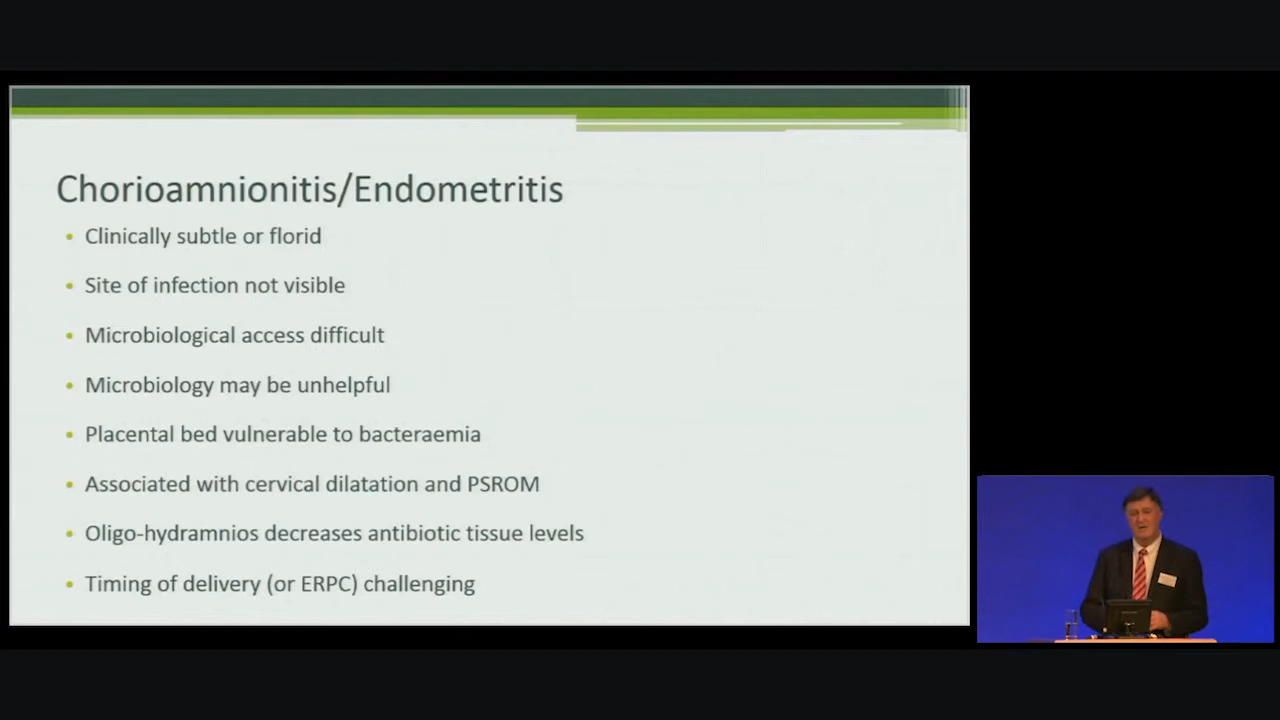 Chorioamnionitis/Endometritis
• Clinically subtle or florid
• Site of infection not visible
• Microbiological access difficult
• Microbiology may be unhelpful
• Placental bed vulnerable to bacteraemia
• Associated with cervical dilatation and PSROM
• Oligo-hydramnios decreases antibiotic tissue levels
• Timing of delivery (or ERPC) challenging